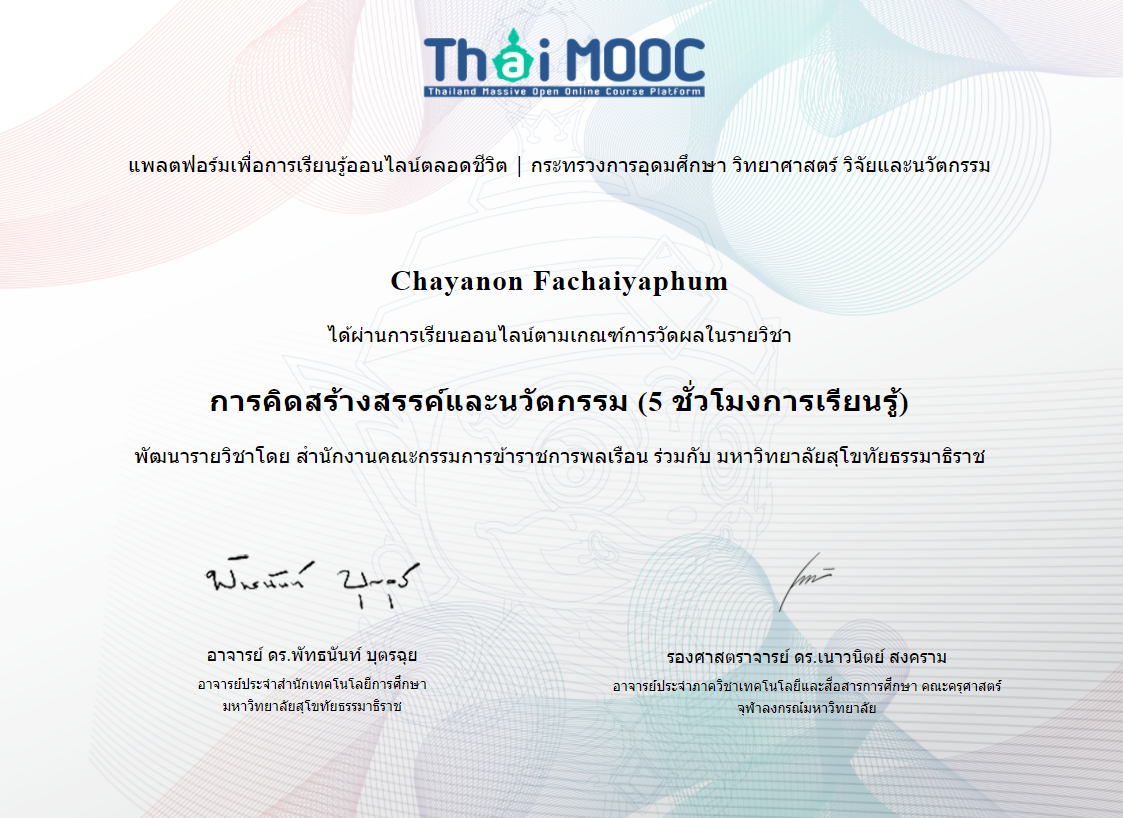 Thai MOOC
Thailand Massive Open Online Course Platform
แพลตฟอร์มเพื่อการเรียนรู้ออนไลน์ตลอดชีวิต | กระทรวงการอุดมศึกษา วิทยาศาสตร์ วิจัยและนวัตกรรม
Chayanon Fachaiyaphum
ได้ผ่านการเรียนออนไลน์ตามเกณฑ์การวัดผลในรายวิชา
การคิดสร้างสรรค์และนวัตกรรม (5 ชั่วโมงการเรียนรู้)
พัฒนารายวิชาโดย สำนักงานคณะกรรมการข้าราชการพลเรือน ร่วมกับ มหาวิทยาลัยสุโขทัยธรรมาธิราช
อาจารย์ ดร.พัทธนันท์ บุตรฉุย
อาจารย์ประจำสำนักเทคโนโลยีการศึกษา
มหาวิทยาลัยสุโขทัยธรรมาธิราช
รองศาสตราจารย์ ดร.เนาวนิตย์ สงคราม
อาจารย์ประจำภาควิชาเทคโนโลยีและสื่อสารการศึกษา คณะครุศาสตร์
จุฬาลงกรณ์มหาวิทยาลัย